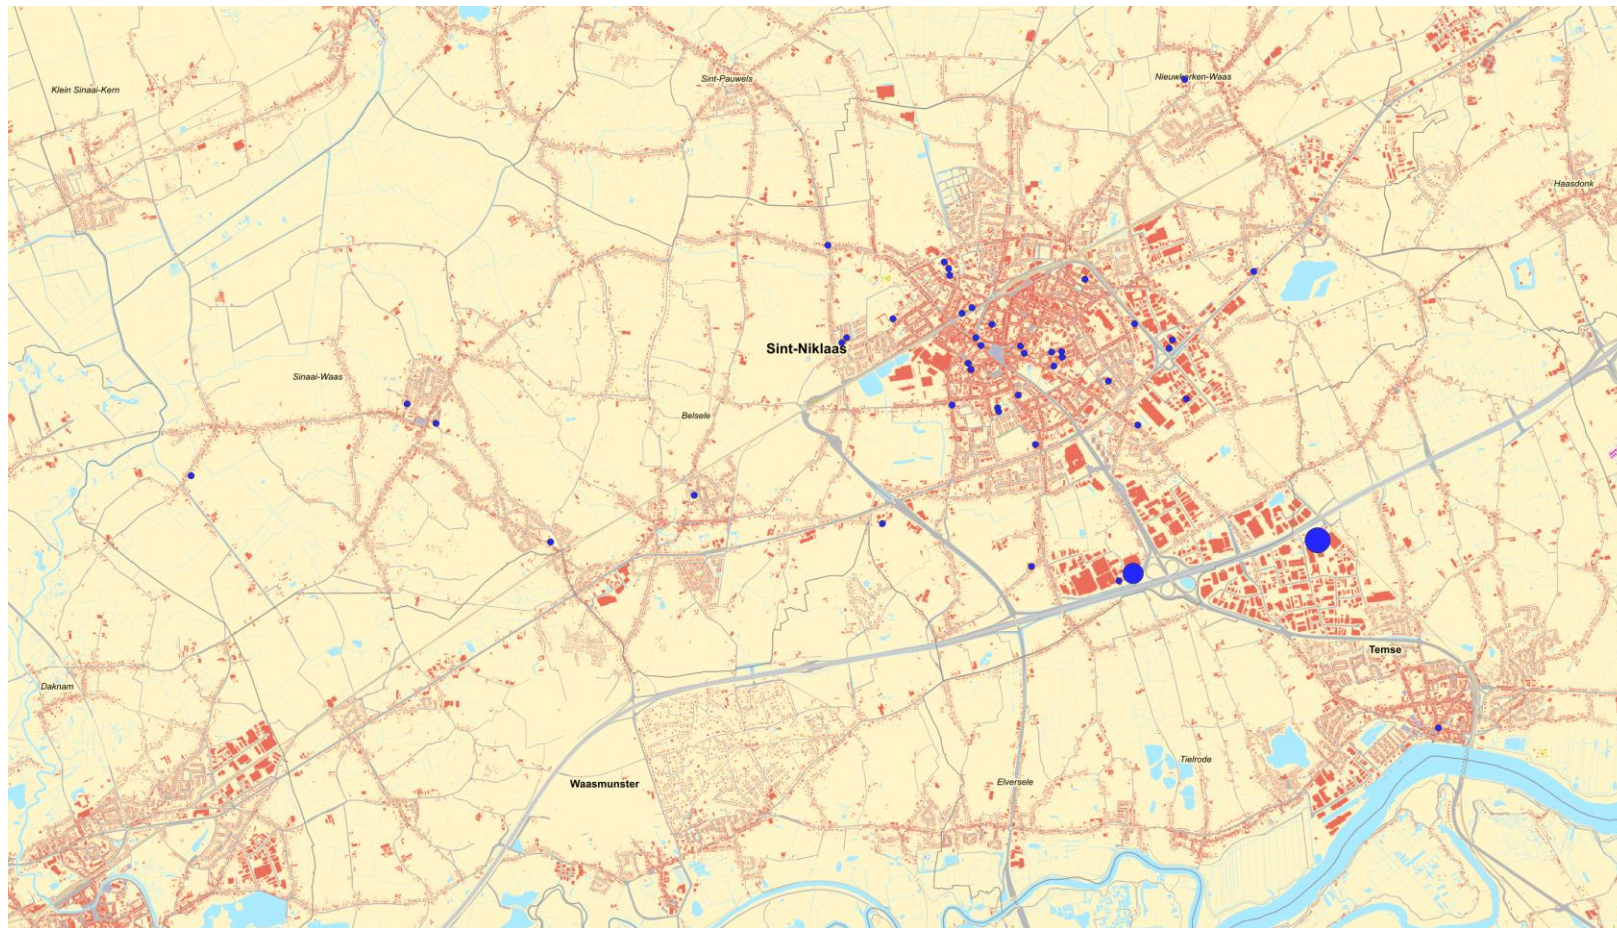 Sint-Pauwels
Nieuwkerken-Waas
Klein Sinaai-Kern
Haasdonk
Sint-Niklaas
Sinaai-Waas
Belsele
Temse
Daknam
Tielrode
Waasmunster
Elversele